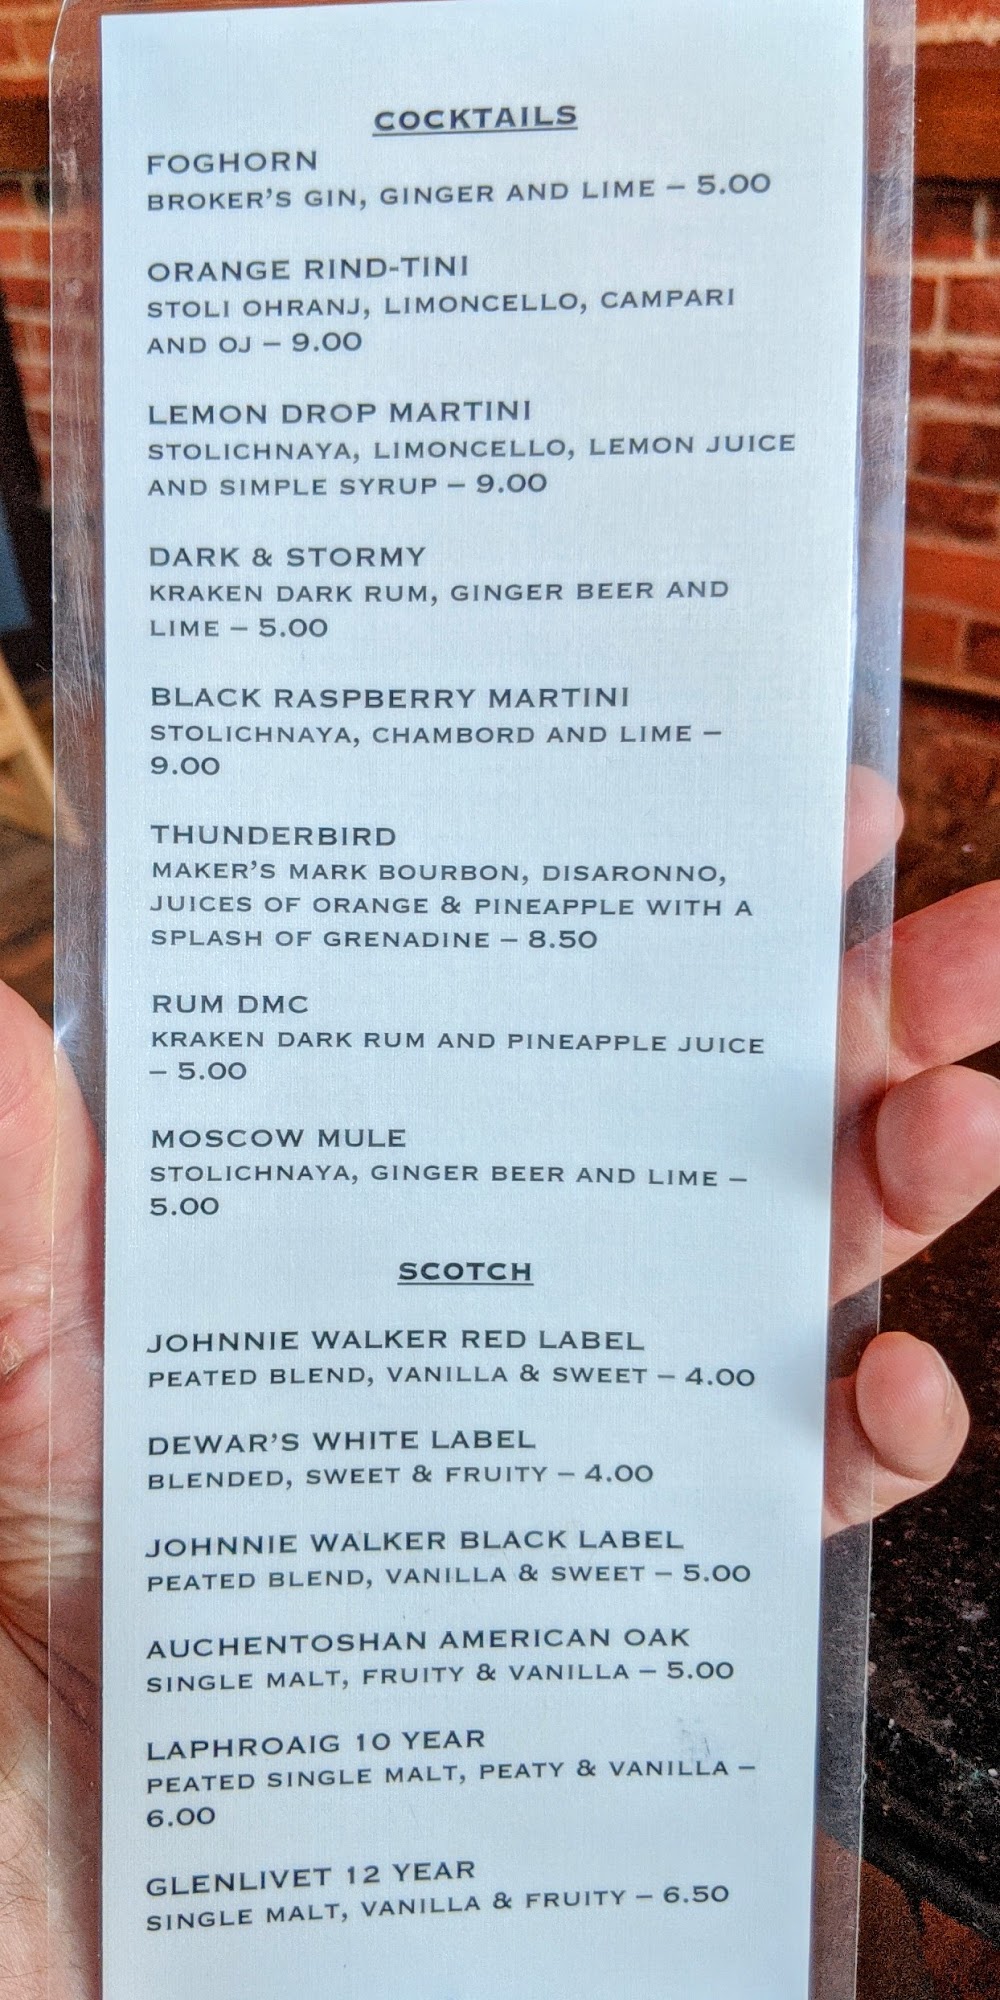 COCKTAILS
FOGHORN
BROKER'S GIN, GINGER AND LIME – 5.00
ORANGE RIND-TINI
STOLI OHRANJ, LIMONCELLO, CAMPARI
AND OJ – 9.00
LEMON DROP MARTINI
STOLICHNAYA, LIMONCELLO, LEMON JUICE
AND SIMPLE SYRUP – 9.00
DARK & STORMY
KRAKEN DARK RUM, GINGER BEER AND
LIME – 5.00
BLACK RASPBERRY MARTINI
STOLICHNAYA, CHAMBORD AND LIME –
9.00
THUNDERBIRD
MAKER'S MARK BOURBON, DISARONNO,
JUICES OF ORANGE & PINEAPPLE WITH A
SPLASH OF GRENADINE – 8.50
RUM DMC
KRAKEN DARK RUM AND PINEAPPLE JUICE
– 5.00
MOSCOW MULE
STOLICHNAYA, GINGER BEER AND LIME –
5.00
SCOTCH
JOHNNIE WALKER RED LABEL
PEATED BLEND, VANILLA & SWEET – 4.00
DEWAR'S WHITE LABEL
BLENDED, SWEET & FRUITY – 4.00
JOHNNIE WALKER BLACK LABEL
PEATED BLEND, VANILLA & SWEET – 5.00
AUCHENTOSHAN AMERICAN OAK
SINGLE MALT, FRUITY & VANILLA – 5.00
LAPHROAIG 10 YEAR
PEATED SINGLE MALT, PEATY & VANILLA –
6.00
GLENLIVET 12 YEAR
SINGLE MALT, VANILLA & FRUITY – 6.50